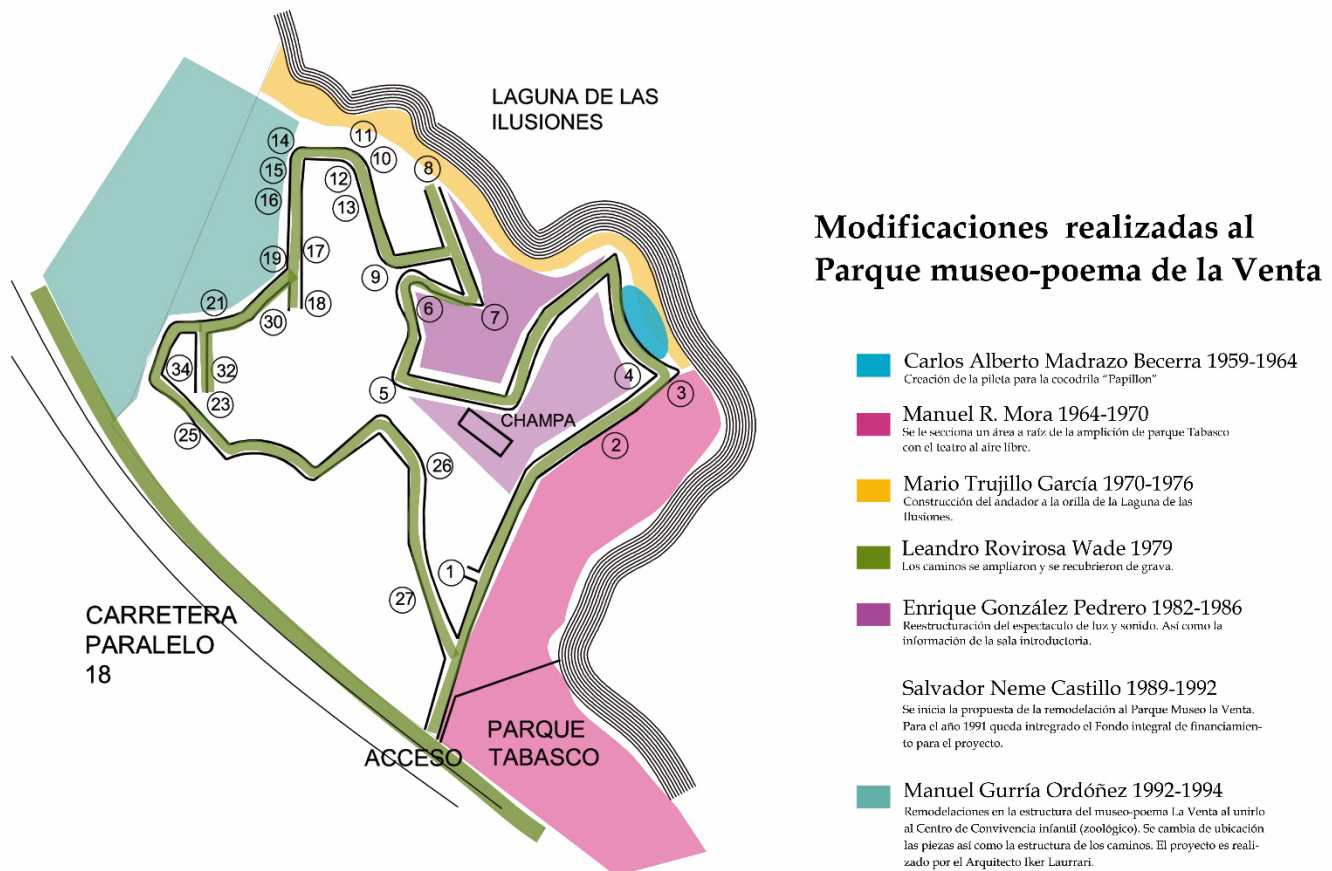 LAGUNA DE LAS
ILUSIONES
14
11
15
10
8
12
16
13
17
19
9
21
18
6
7
30
34
32
5
4
3
23
CHAMPA
25
2
26
1
27
CARRETERA
PARALELO
18
PARQUE
TABASCO
ACCESO
Modificaciones realizadas al
Parque museo-poema de la Venta
Carlos Alberto Madrazo Becerra 1959-1964
Creación de la pileta para la cocodrila "Papillon"
Manuel R. Mora 1964-1970
Se le secciona un área a raíz de la amplición de parque Tabasco
con el teatro al aire libre.
Mario Trujillo García 1970-1976
Construcción del andador a la orilla de la Laguna de las
Ilusiones.
Leandro Rovirosa Wade 1979
Los caminos se ampliaron y se recubrieron de grava.
Enrique González Pedrero 1982-1986
Reestructuración del espectaculo de luz y sonido. Así como la
información de la sala introductoria.
Salvador Neme Castillo 1989-1992
Se inicia la propuesta de la remodelación al Parque Museo la Venta.
Para el año 1991 queda intregrado el Fondo integral de financiamien-
to para el proyecto.
Manuel Gurría Ordóñez 1992-1994
Remodelaciones en la estructura del museo-poema La Venta al unirlo
al Centro de Convivencia infantil (zoológico). Se cambia de ubicación
las piezas así como la estructura de los caminos. El proyecto es reali-
zado por el Arquitecto Iker Laurrari.